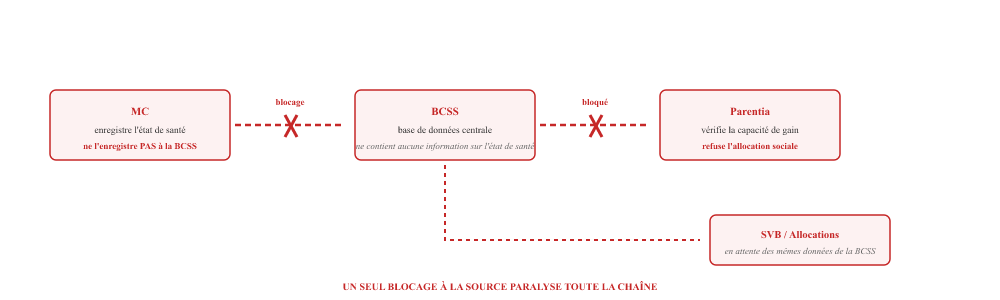 MC
enregistre l'état de santé
ne l'enregistre PAS à la BCSS
blocage
BCSS
base de données centrale
ne contient aucune information sur l'état de santé
bloqué
Parentia
vérifie la capacité de gain
refuse l'allocation sociale
SVB / Allocations
en attente des mêmes données de la BCSS
UN SEUL BLOCAGE À LA SOURCE PARALYSE TOUTE LA CHAÎNE